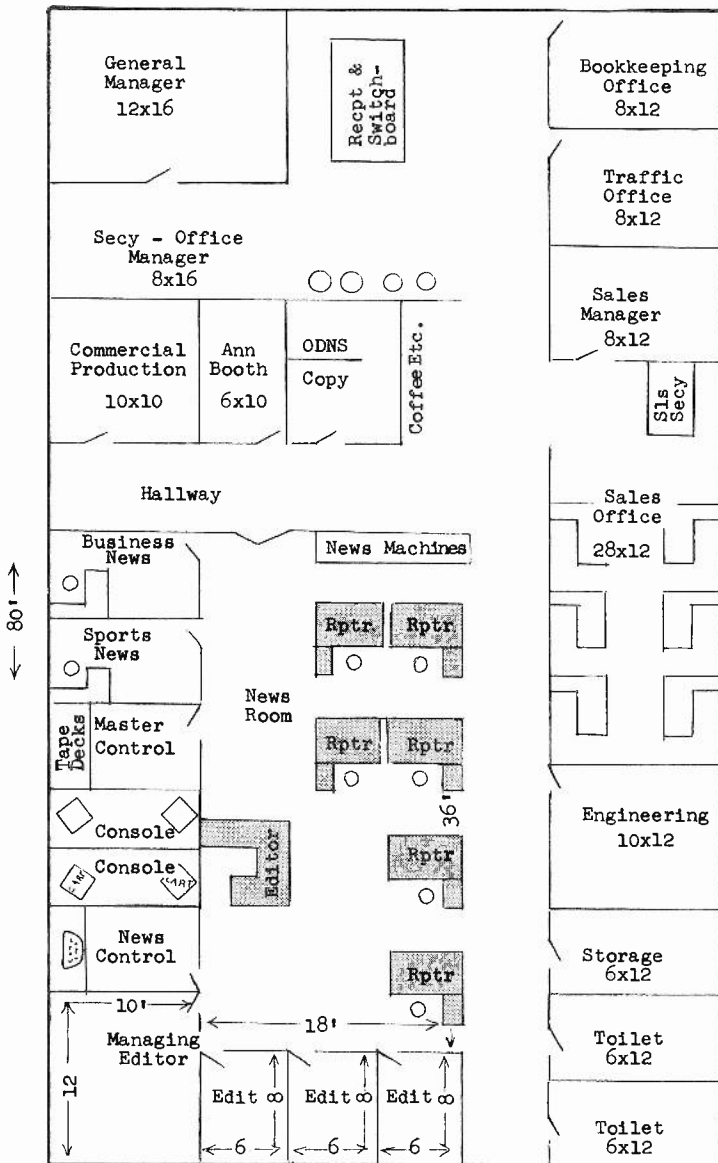 General
Manager
12x16
Recpt &
Switch-
board
Bookkeeping
Office
8x12
Traffic
Office
8x12
Secy - Office
Manager
8x16
Sales
Manager
8x12
Commercial
Production
10x10
Ann
Booth
6x10
ODNS
Copy
Coffee Etc.
Sls
Secy
Hallway
Sales
Office
28x12
Business
News
News Machines
80'
Rptr.
Rptr
Sports
News
News
Room
Tape
Decks
Master
Control
Rptr
Rptr
36'
Console
Engineering
10x12
Console
Editor
Rptr
CART
CART
News
Control
Storage
6x12
Rptr
10'
18'
Managing
Editor
12
Toilet
6x12
Edit
8
Edit
8
Edit
8
6
6
6
Toilet
6x12